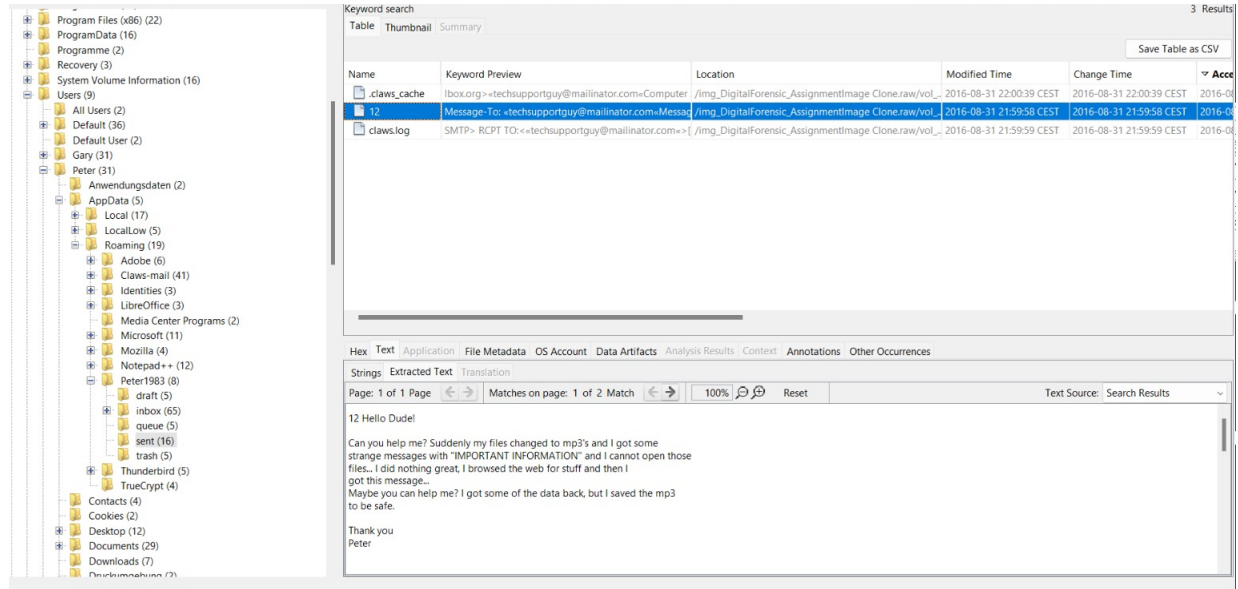 Program Files (x86) (22)
ProgramData (16)
Programme (2)
Recovery (3)
System Volume Information (16)
Users (9)
All Users (2)
Default (36)
Default User (2)
Gary (31)
Peter (31)
Anwendungsdaten (2)
AppData (5)
Local (17)
LocalLow (5)
Roaming (19)
Adobe (6)
Claws-mail (41)
Identities (3)
LibreOffice (3)
Media Center Programs (2)
Microsoft (11)
Mozilla (4)
Notepad++ (12)
Peter1983 (8)
draft (5)
inbox (65)
queue (5)
sent (16)
trash (5)
Thunderbird (5)
TrueCrypt (4)
Contacts (4)
Cookies (2)
Desktop (12)
Documents (29)
Downloads (7)
Druckumgebung (2)
Keyword search 3 Results
Table Thumbnail Summary
Save Table as CSV
Name Keyword Preview Location Modified Time Change Time Acce
.claws_cache lbox.org>«techsupportguy@mailinator.com«Computer /img_DigitalForensic_AssignmentImage Clone.raw/vol_... 2016-08-31 22:00:39 CEST 2016-08-31 22:00:39 CEST 2016-08
12 Message-To: «techsupportguy@mailinator.com«Messag /img_DigitalForensic_AssignmentImage Clone.raw/vol_... 2016-08-31 21:59:58 CEST 2016-08-31 21:59:58 CEST 2016-08
claws.log SMTP> RCPT TO:<«techsupportguy@mailinator.com«>[ /img_DigitalForensic_AssignmentImage Clone.raw/vol_... 2016-08-31 21:59:59 CEST 2016-08-31 21:59:59 CEST 2016-08
Hex Text Application File Metadata OS Account Data Artifacts Analysis Results Context Annotations Other Occurrences
Strings Extracted Text Translation
Page: 1 of 1 Page Matches on page: 1 of 2 Match 100% Reset Text Source: Search Results
12 Hello Dude!
Can you help me? Suddenly my files changed to mp3's and I got some
strange messages with "IMPORTANT INFORMATION" and I cannot open those
files... I did nothing great, I browsed the web for stuff and then I
got this message...
Maybe you can help me? I got some of the data back, but I saved the mp3
to be safe.
Thank you
Peter